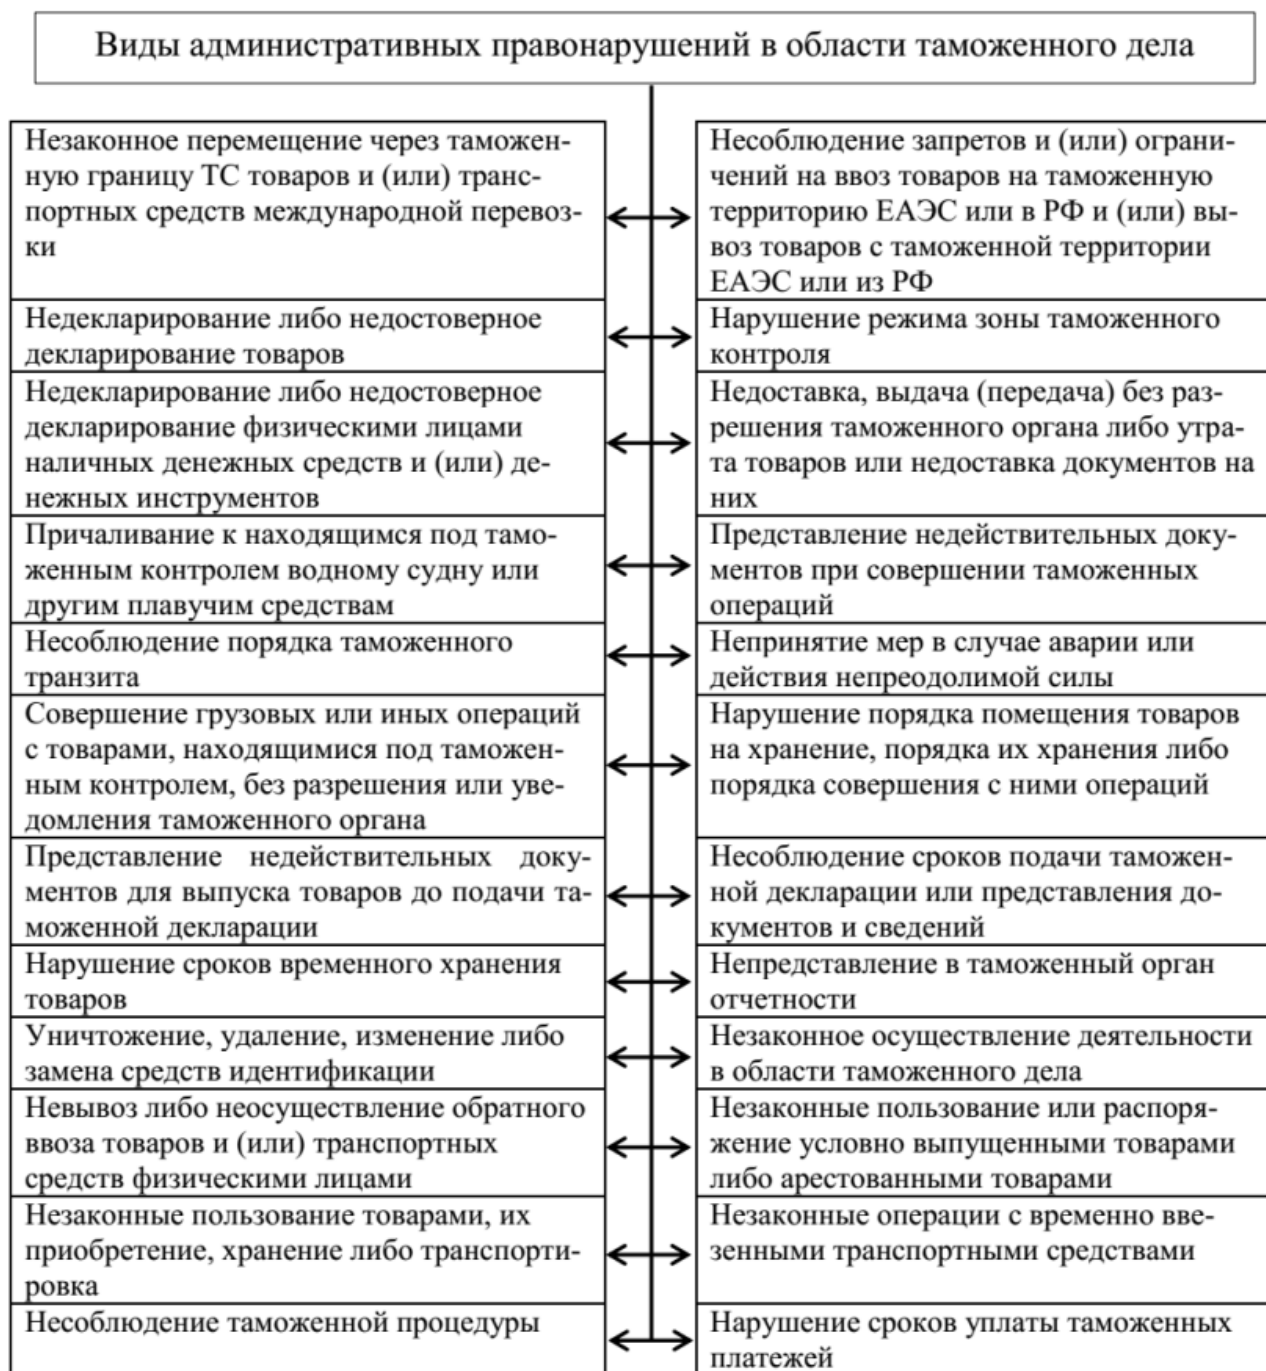 Виды административных правонарушений в области таможенного дела
Незаконное перемещение через таможен-
ную границу ТС товаров и (или) транс-
портных средств международной перевоз-
ки
Несоблюдение запретов и (или) ограни-
чений на ввоз товаров на таможенную
территорию ЕАЭС или в РФ и (или) вы-
воз товаров с таможенной территории
ЕАЭС или из РФ
Недекларирование либо недостоверное
декларирование товаров
Нарушение режима зоны таможенного
контроля
Недекларирование либо недостоверное
декларирование физическими лицами
наличных денежных средств и (или) де-
нежных инструментов
Недоставка, выдача (передача) без раз-
решения таможенного органа либо утра-
та товаров или недоставка документов на
них
Причаливание к находящимся под тамо-
женным контролем водному судну или
другим плавучим средствам
Представление недействительных доку-
ментов при совершении таможенных
операций
Несоблюдение порядка таможенного
транзита
Непринятие мер в случае аварии или
действия непреодолимой силы
Совершение грузовых или иных операций
с товарами, находящимися под таможен-
ным контролем, без разрешения или уве-
домления таможенного органа
Нарушение порядка помещения товаров
на хранение, порядка их хранения либо
порядка совершения с ними операций
Представление недействительных доку-
ментов для выпуска товаров до подачи та-
моженной декларации
Несоблюдение сроков подачи таможен-
ной декларации или представления до-
кументов и сведений
Нарушение сроков временного хранения
товаров
Непредставление в таможенный орган
отчетности
Уничтожение, удаление, изменение либо
замена средств идентификации
Незаконное осуществление деятельности
в области таможенного дела
Невывоз либо неосуществление обратного
ввоза товаров и (или) транспортных
средств физическими лицами
Незаконные пользование или распоря-
жение условно выпущенными товарами
либо арестованными товарами
Незаконные пользование товарами, их
приобретение, хранение либо транспорти-
ровка
Незаконные операции с временно вве-
зенными транспортными средствами
Несоблюдение таможенной процедуры
Нарушение сроков уплаты таможенных
платежей